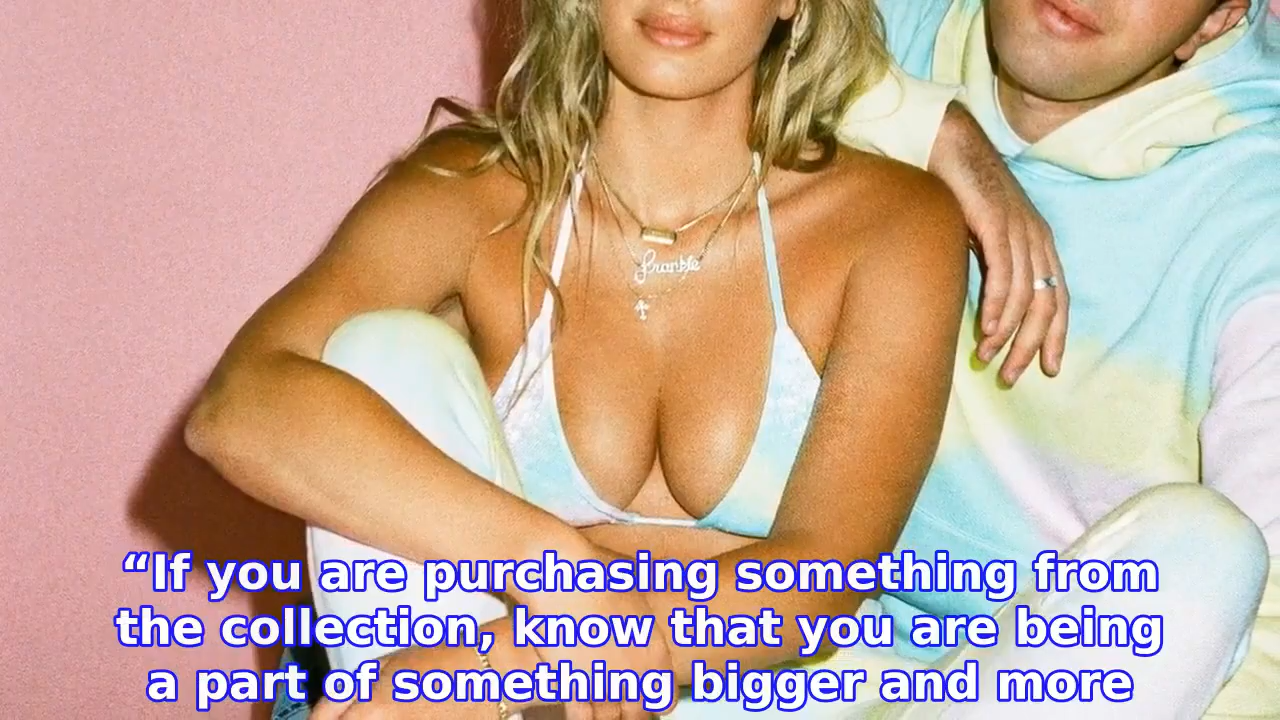 frankie
“If you are purchasing something from
the collection, know that you are being
a part of something bigger and more